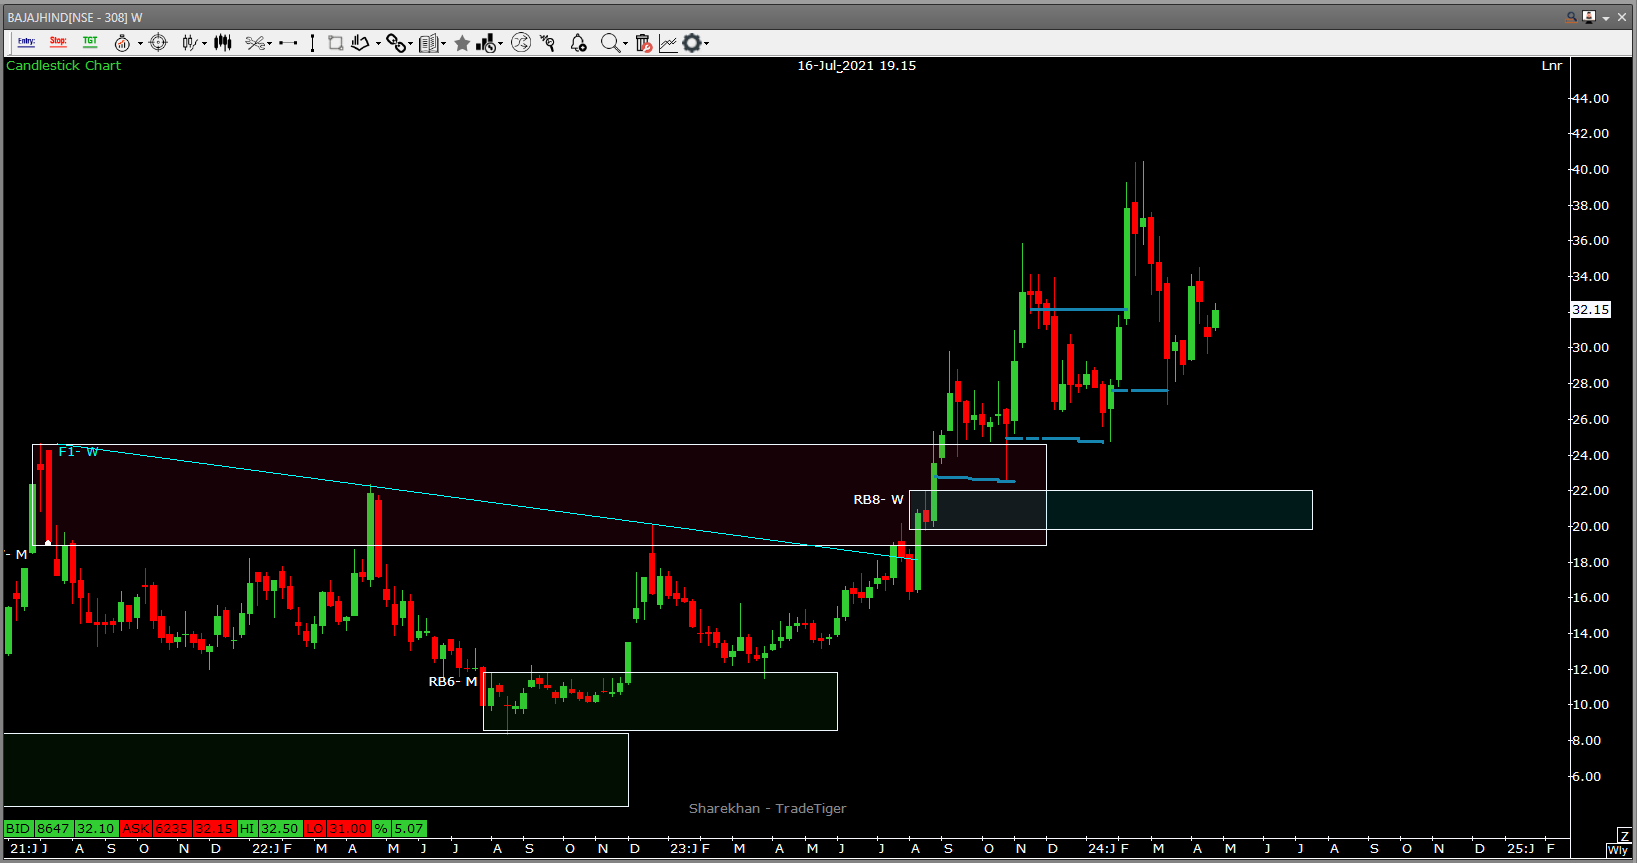 BAJAJHIND[NSE - 308] W
Entry: Stop: TGT
Candlestick Chart 16-Jul-2021 19.15 Lnr
44.00
42.00
40.00
38.00
36.00
34.00
32.15
30.00
28.00
26.00
F1- W 24.00
RB8- W 22.00
20.00
- M 18.00
16.00
14.00
12.00
RB6- M
10.00
8.00
6.00
Sharekhan - TradeTiger
BID 8647 32.10 ASK 6235 32.15 HI 32.50 LO 31.00 % 5.07
Z
21:J J A S O N D 22:J F M A M J J A S O N D 23:J F M A M J J A S O N D 24:J F M A M J J A S O N D 25:J F Wly